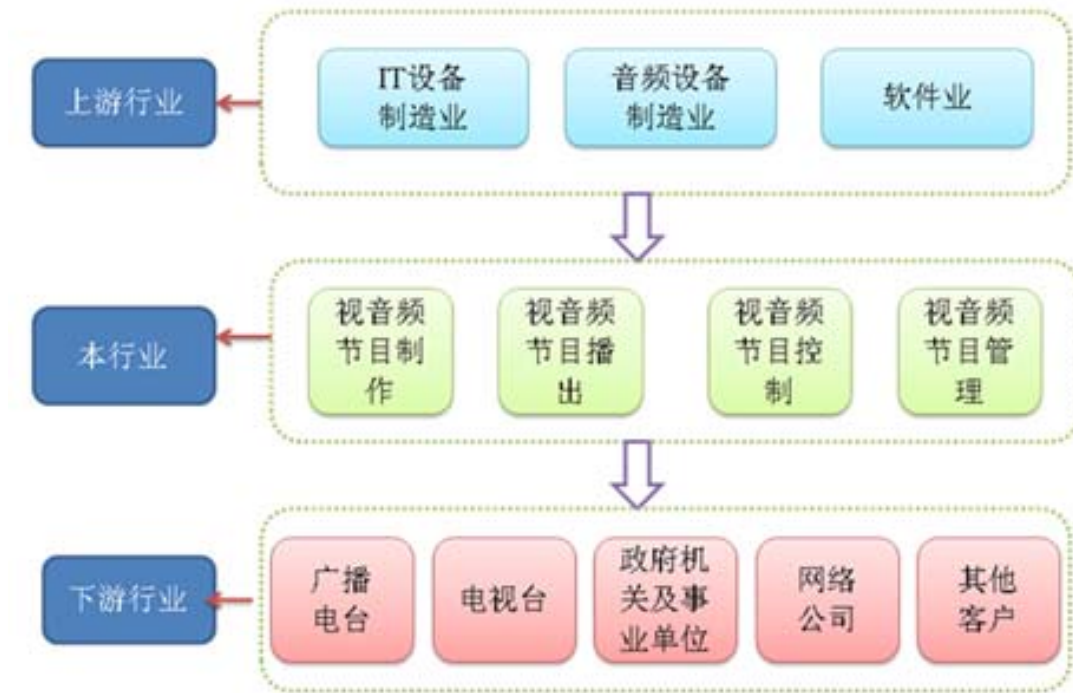 上游行业
IT设备
制造业
音频设备
制造业
软件业
本行业
视音频
节目制
作
视音频
节目播
出
视音频
节目控
制
视音频
节目管
理
下游行业
广播
电台
电视台
政府机
关及事
业单位
网络
公司
其他
客户